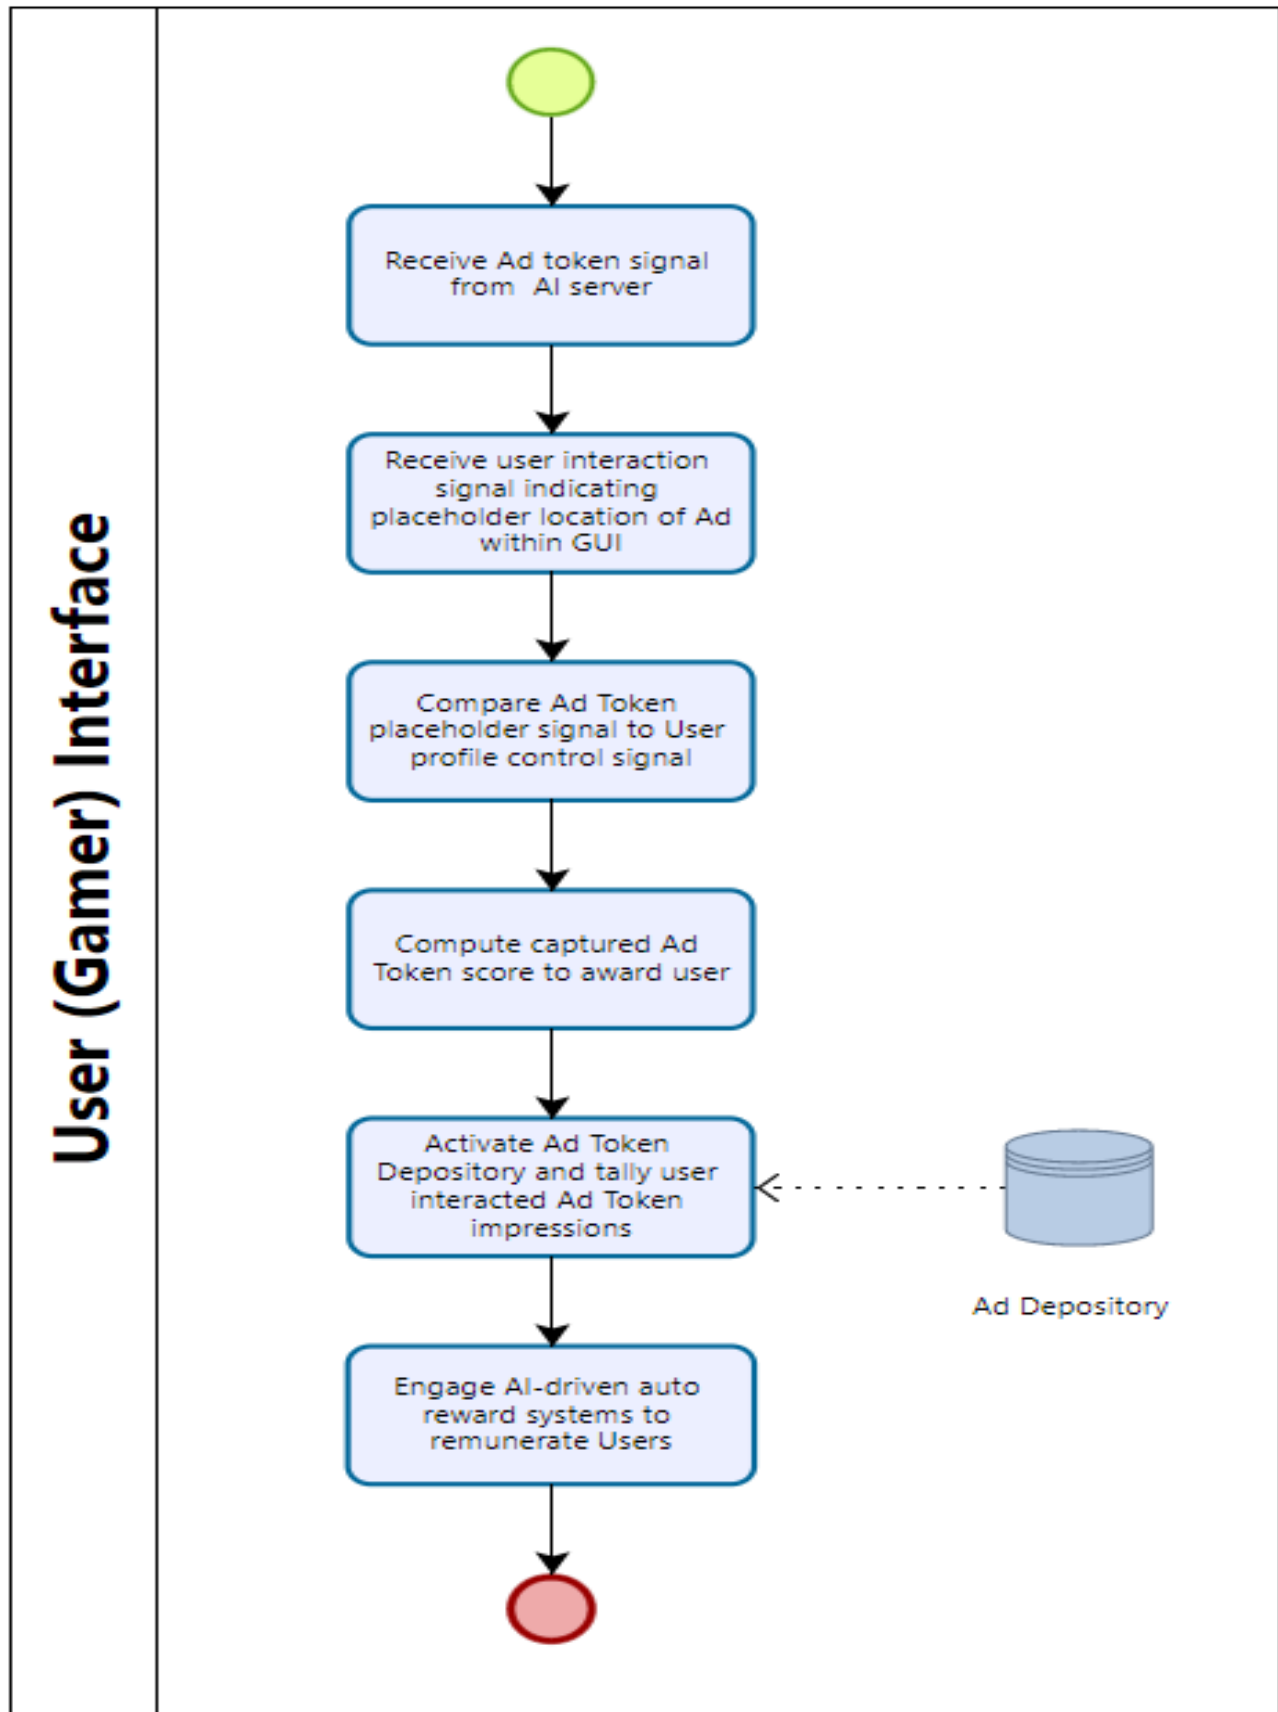 User (Gamer) Interface
Receive Ad token signal
from AI server
Receive user interaction
signal indicating
placeholder location of Ad
within GUI
Compare Ad Token
placeholder signal to User
profile control signal
Compute captured Ad
Token score to award user
Activate Ad Token
Depository and tally user
interacted Ad Token
impressions
Ad Depository
Engage AI-driven auto
reward systems to
remunerate Users